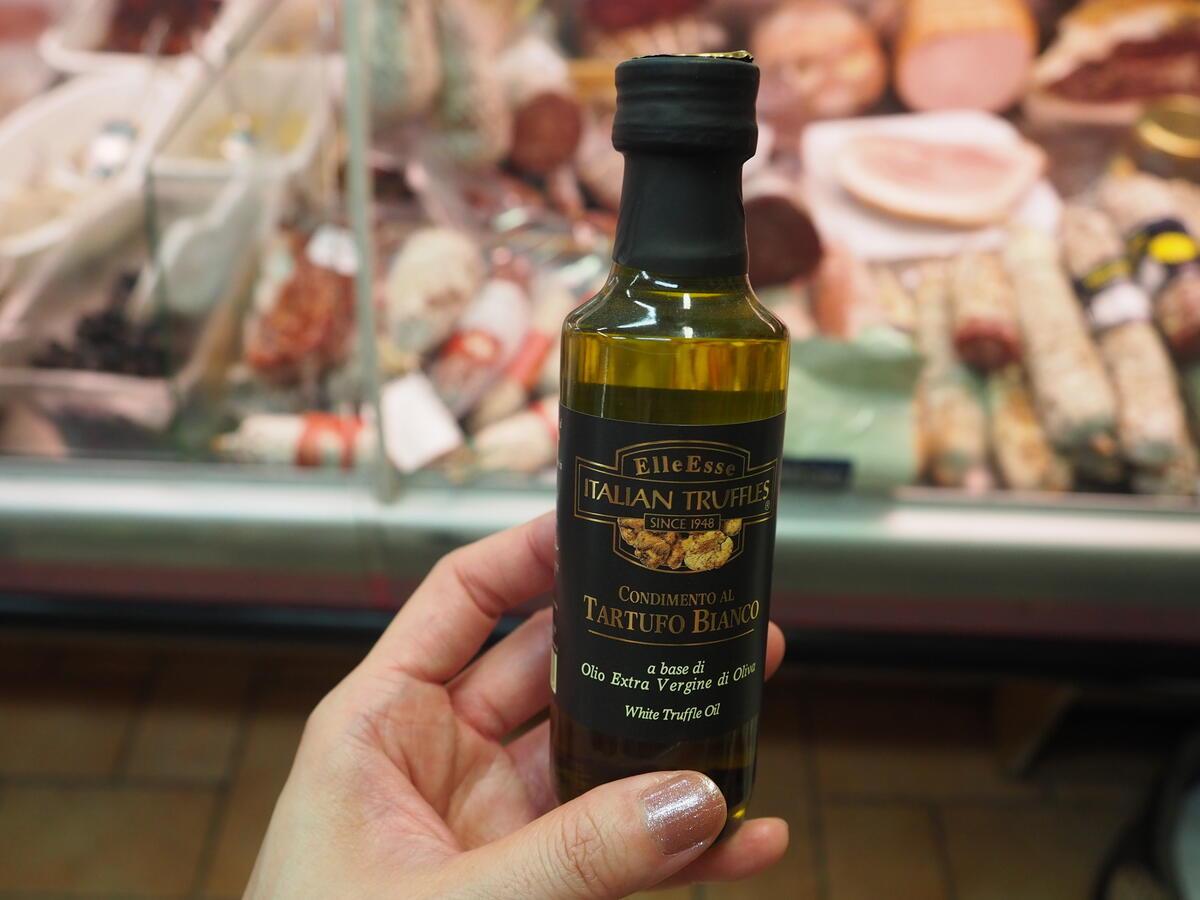 ElleEsse
ITALIAN TRUFFLES®
SINCE 1948
CONDIMENTO AL
TARTUFO BIANCO
a base di
Olio Extra Vergine di Oliva
White Truffle Oil